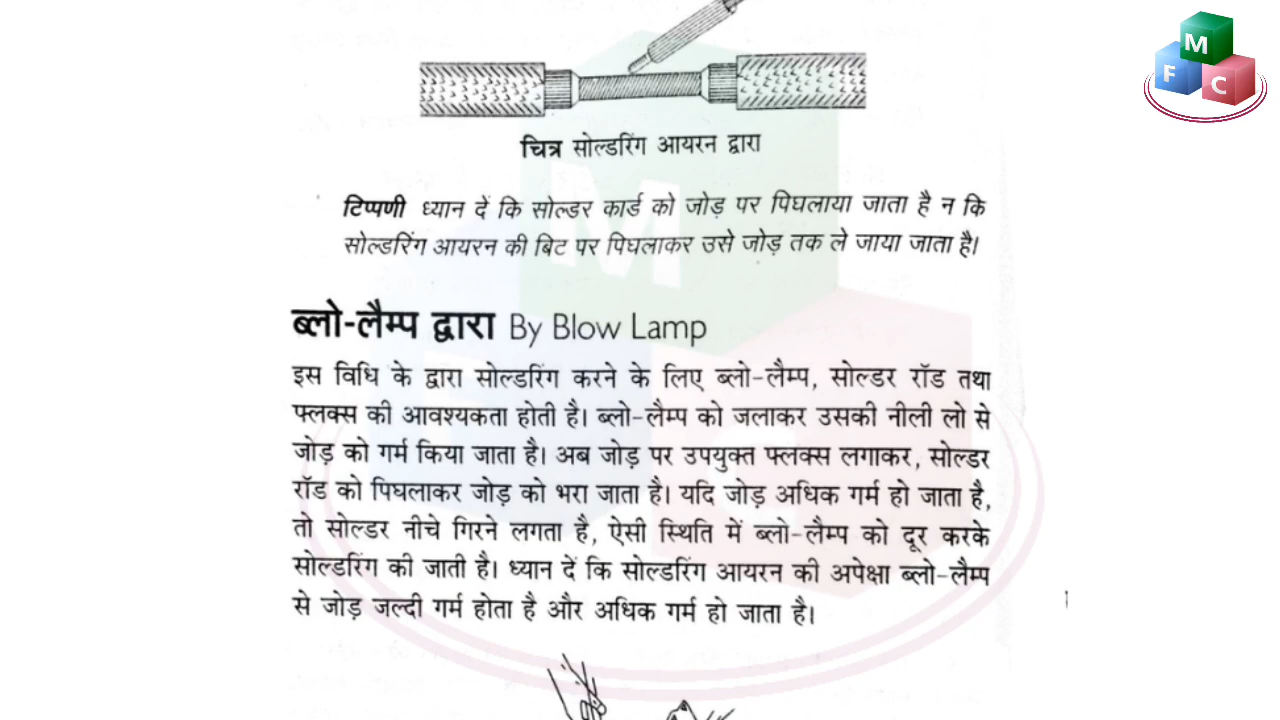 M
F
C
चित्र सोल्डरिंग आयरन द्वारा
टिप्पणी ध्यान दें कि सोल्डर कार्ड को जोड़ पर पिघलाया जाता है न कि
सोल्डरिंग आयरन की बिट पर पिघलाकर उसे जोड़ तक ले जाया जाता है।
ब्लो-लैम्प द्वारा By Blow Lamp
इस विधि के द्वारा सोल्डरिंग करने के लिए ब्लो-लैम्प, सोल्डर रॉड तथा
फ्लक्स की आवश्यकता होती है। ब्लो-लैम्प को जलाकर उसकी नीली लो से
जोड़ को गर्म किया जाता है। अब जोड़ पर उपयुक्त फ्लक्स लगाकर, सोल्डर
रॉड को पिघलाकर जोड़ को भरा जाता है। यदि जोड़ अधिक गर्म हो जाता है,
तो सोल्डर नीचे गिरने लगता है, ऐसी स्थिति में ब्लो-लैम्प को दूर करके
सोल्डरिंग की जाती है। ध्यान दें कि सोल्डरिंग आयरन की अपेक्षा ब्लो-लैम्प
से जोड़ जल्दी गर्म होता है और अधिक गर्म हो जाता है।